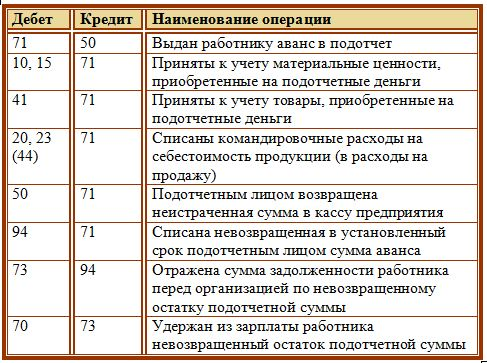 Дебет Кредит Наименование операции
71 50 Выдан работнику аванс в подотчет
10, 15 71 Приняты к учету материальные ценности,
приобретенные на подотчетные деньги
41 71 Приняты к учету товары, приобретенные на
подотчетные деньги
20, 23 71 Списаны командировочные расходы на
(44) себестоимость продукции (в расходы на
продажу)
50 71 Подотчетным лицом возвращена
неистраченная сумма в кассу предприятия
94 71 Списана невозвращенная в установленный
срок подотчетным лицом сумма аванса
73 94 Отражена сумма задолженности работника
перед организацией по невозвращенному
остатку подотчетной суммы
70 73 Удержан из зарплаты работника
невозвращенный остаток подотчетной суммы